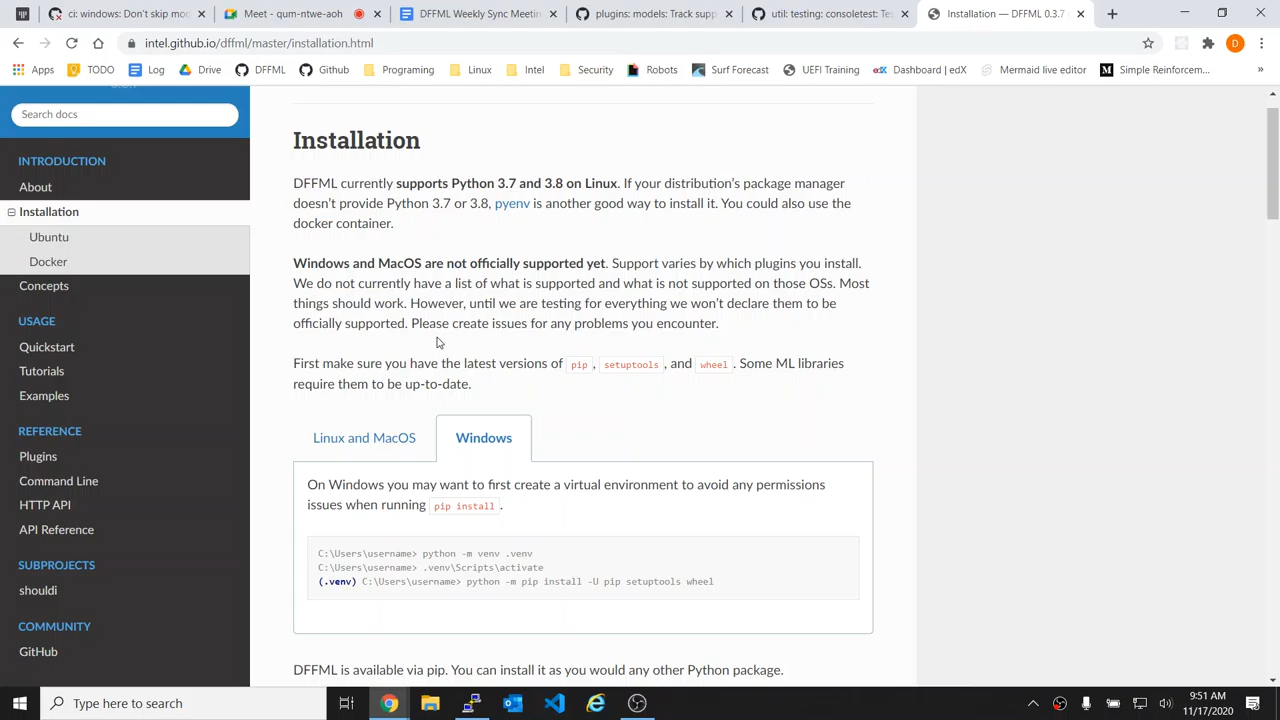 ci: windows: Don't skip moc
Meet - qum-ntwe-aoh
DFFML Weekly Sync Meetin
plugins: models: Track supp
util: testing: consoletest: Tes
Installation — DFFML 0.3.7
intel.github.io/dffml/master/installation.html
D
Apps
TODO
Log
Drive
DFFML
Github
Programing
Linux
Intel
Security
Robots
Surf Forecast
UEFI Training
edX
Dashboard | edX
Mermaid live editor
Simple Reinforcem...
»
Search docs
INTRODUCTION
About
Installation
Ubuntu
Docker
Concepts
USAGE
Quickstart
Tutorials
Examples
REFERENCE
Plugins
Command Line
HTTP API
API Reference
SUBPROJECTS
shouldi
COMMUNITY
GitHub
Installation
DFFML currently supports Python 3.7 and 3.8 on Linux. If your distribution's package manager
doesn't provide Python 3.7 or 3.8, pyenv is another good way to install it. You could also use the
docker container.
Windows and MacOS are not officially supported yet. Support varies by which plugins you install.
We do not currently have a list of what is supported and what is not supported on those OSs. Most
things should work. However, until we are testing for everything we won't declare them to be
officially supported. Please create issues for any problems you encounter.
First make sure you have the latest versions of pip, setuptools, and wheel. Some ML libraries
require them to be up-to-date.
Linux and MacOS
Windows
On Windows you may want to first create a virtual environment to avoid any permissions
issues when running pip install.
C:\Users\username> python -m venv .venv
C:\Users\username> .venv\Scripts\activate
(.venv) C:\Users\username> python -m pip install -U pip setuptools wheel
DFFML is available via pip. You can install it as you would any other Python package.
Type here to search
9:51 AM
11/17/2020